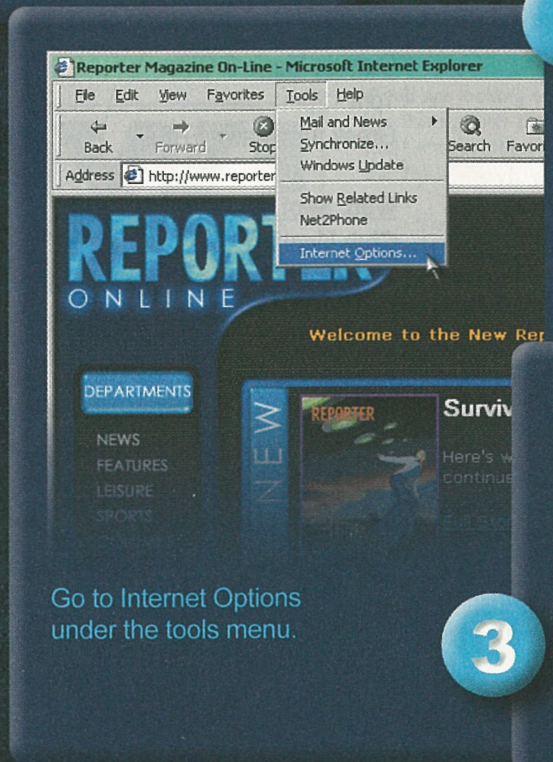 Reporter Magazine On-Line - Microsoft Internet Explorer
File Edit View Favorites Tools Help
Back Forward Stop Search Favor
Address http://www.reporter
Mail and News
Synchronize...
Windows Update
Show Related Links
Net2Phone
Internet Options...
REPORTER
ONLINE
Welcome to the New Rep
DEPARTMENTS
NEWS
FEATURES
LEISURE
SPORTS
NEW
REPORTER
Surviv
Here's w
continue
Go to Internet Options
under the tools menu.
3